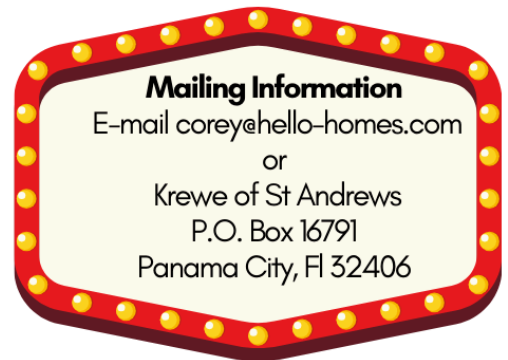 Mailing Information
E-mail corey@hello-homes.com
or
Krewe of St Andrews
P.O. Box 16791
Panama City, Fl 32406